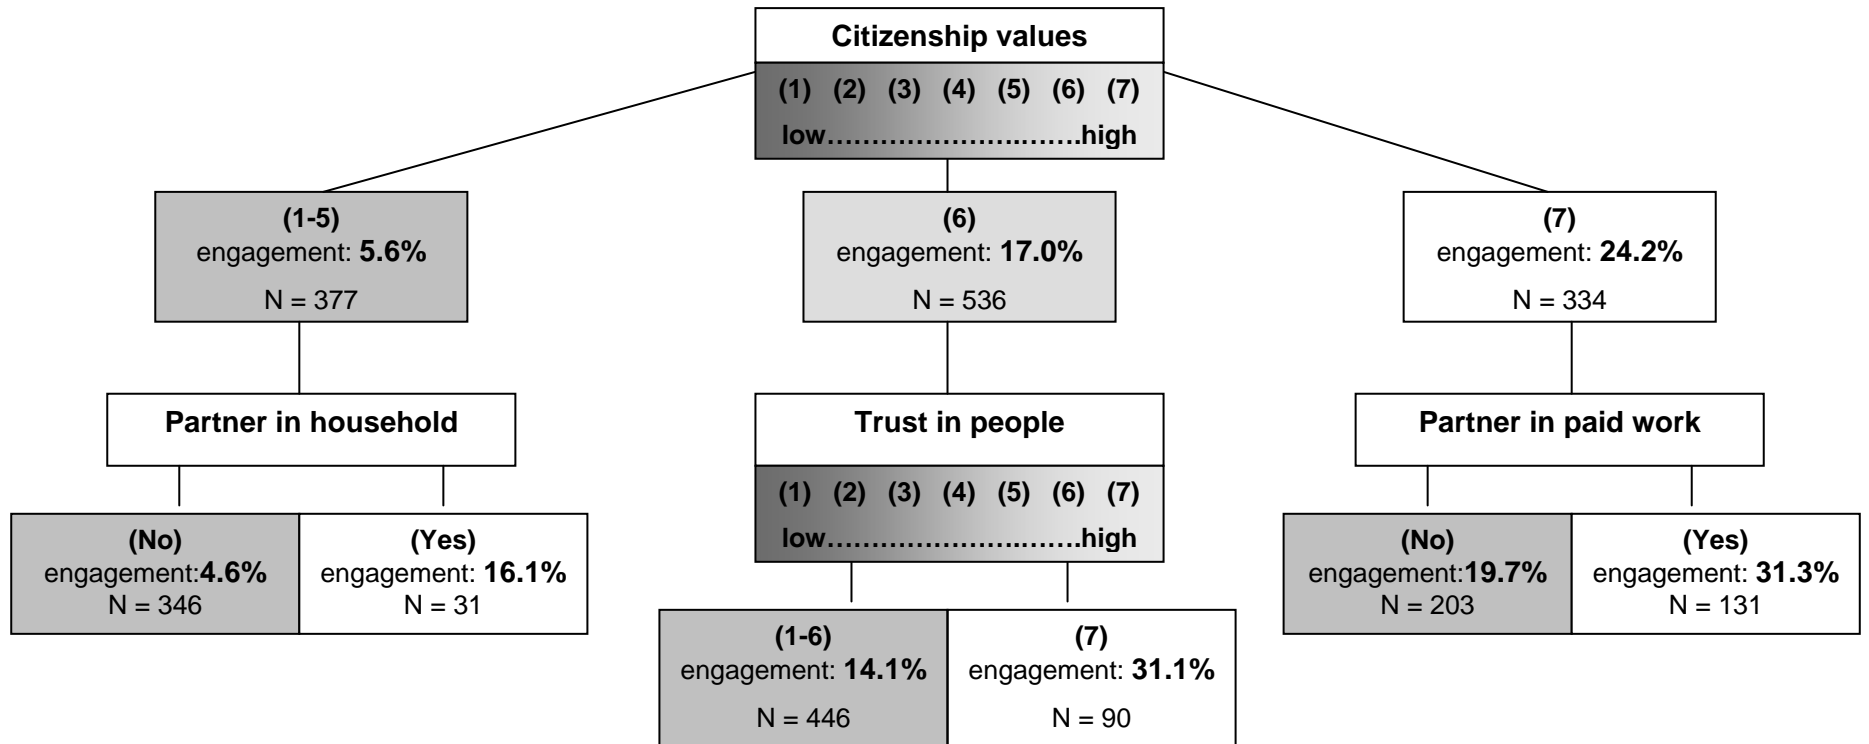 Citizenship values
(1) (2) (3) (4) (5) (6) (7)
low…………………..…….high
(1-5)
engagement: 5.6%
N = 377
(6)
engagement: 17.0%
N = 536
(7)
engagement: 24.2%
N = 334
Partner in household
(No)
engagement:4.6%
N = 346
(Yes)
engagement: 16.1%
N = 31
Trust in people
(1) (2) (3) (4) (5) (6) (7)
low…………………..…….high
(1-6)
engagement: 14.1%
N = 446
(7)
engagement: 31.1%
N = 90
Partner in paid work
(No)
engagement:19.7%
N = 203
(Yes)
engagement: 31.3%
N = 131